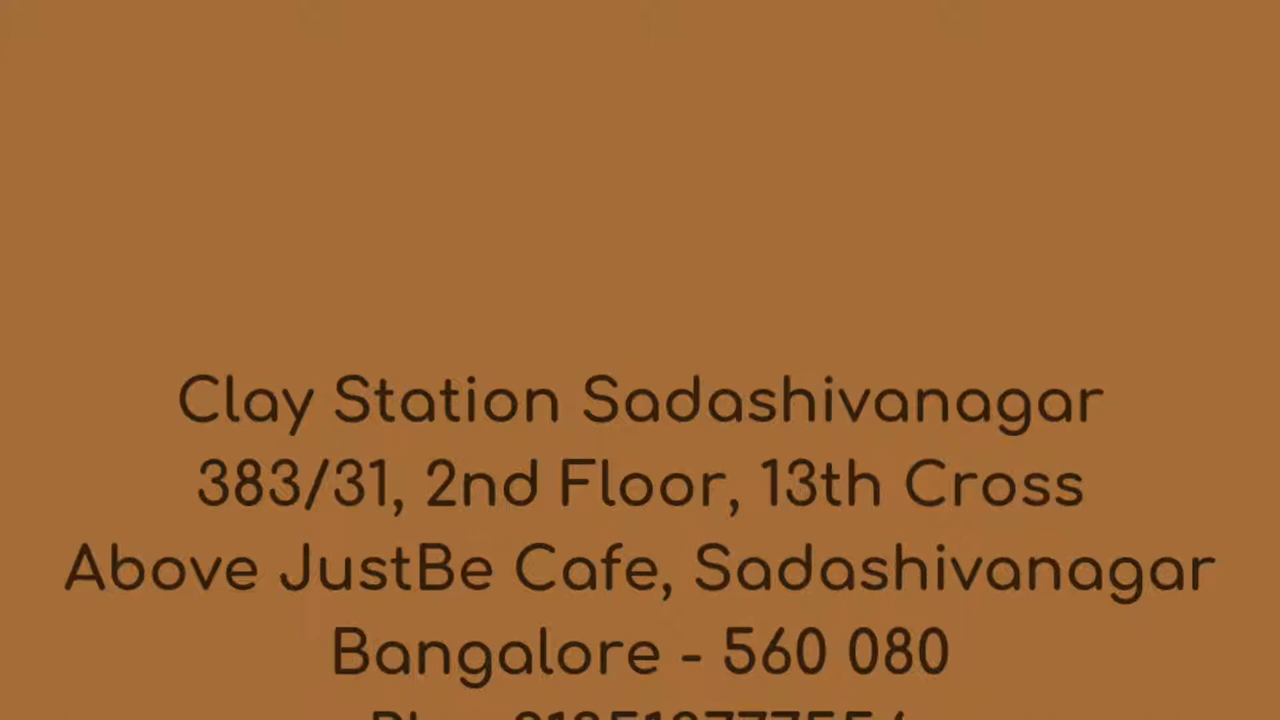 Clay Station Sadashivanagar
383/31, 2nd Floor, 13th Cross
Above JustBe Cafe, Sadashivanagar
Bangalore - 560 080